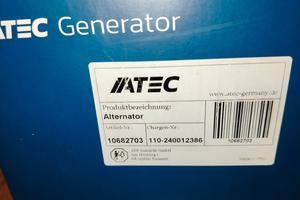 ATEC Generator
ATEC
www.atec-germany.de
Produktbezeichnung:
Alternator
Artikel-Nr.: Chargen-Nr.:
10682703 110-240012386
10682703